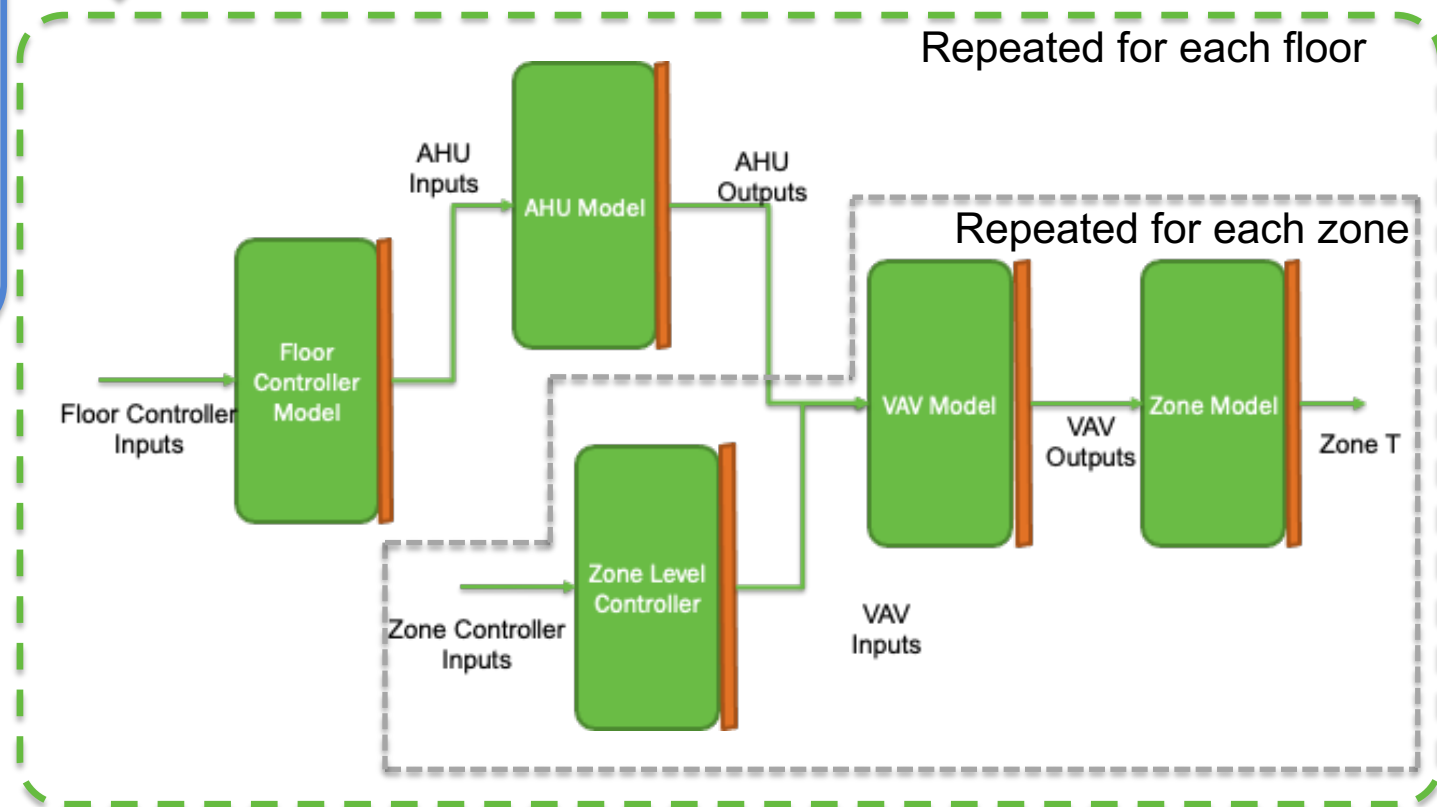 Repeated for each floor
AHU
Inputs
AHU Model
AHU
Outputs
Repeated for each zone
Floor
Controller
Model
Floor Controller
Inputs
VAV Model
VAV
Outputs
Zone Model
Zone T
Zone Level
Controller
Zone Controller
Inputs
VAV
Inputs